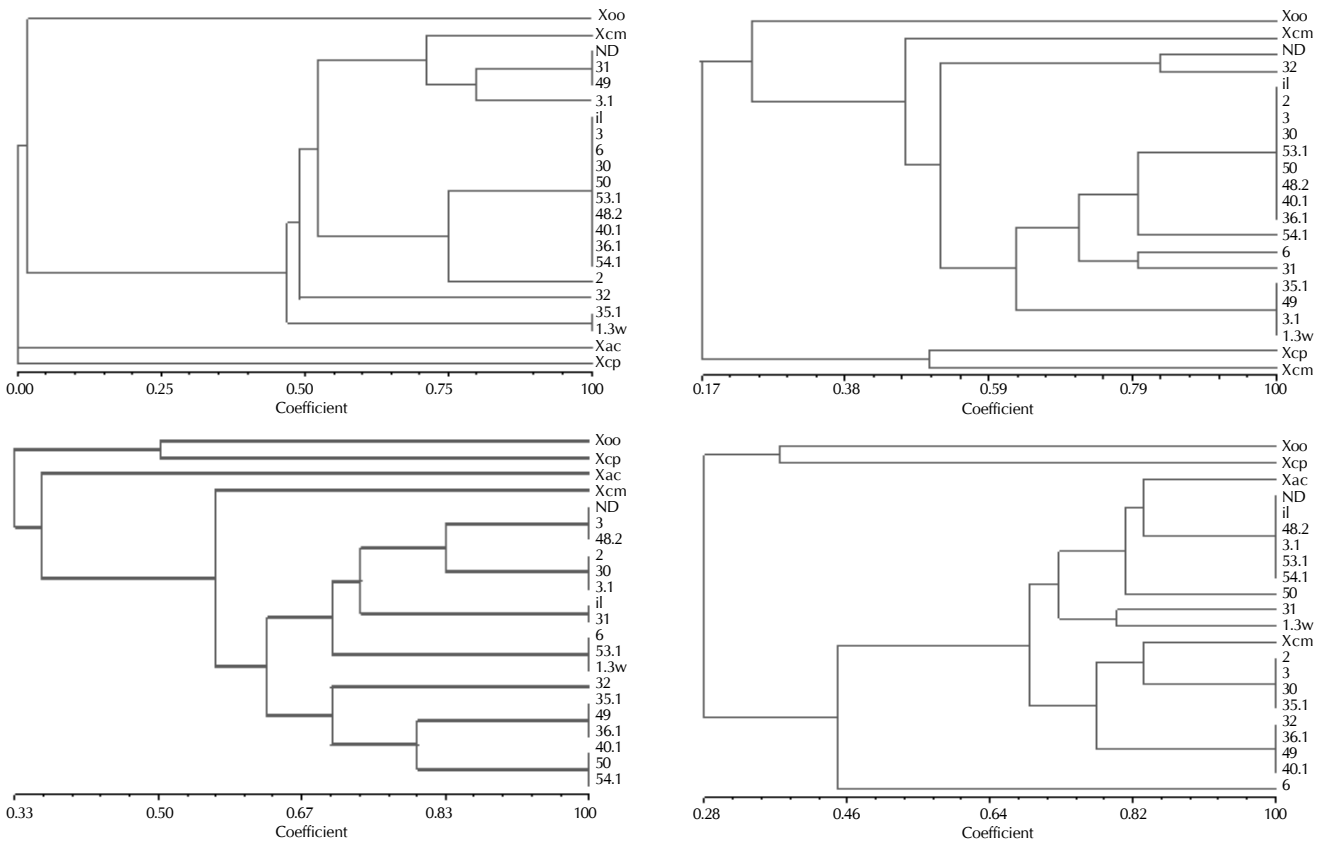 Xoo
Xcm
ND
31
49
3.1
il
3
6
30
50
53.1
48.2
40.1
36.1
54.1
2
32
35.1
1.3w
Xac
Xcp
0.00 0.25 0.50 0.75 100
Coefficient
Xoo
Xcm
ND
32
il
2
3
30
53.1
50
48.2
40.1
36.1
54.1
6
31
35.1
49
3.1
1.3w
Xcp
Xcm
0.17 0.38 0.59 0.79 100
Coefficient
Xoo
Xcp
Xac
Xcm
ND
3
48.2
2
30
3.1
il
31
6
53.1
1.3w
32
35.1
49
36.1
40.1
50
54.1
0.33 0.50 0.67 0.83 100
Coefficient
Xoo
Xcp
Xac
ND
il
48.2
3.1
53.1
54.1
50
31
1.3w
Xcm
2
3
30
35.1
32
36.1
49
40.1
6
0.28 0.46 0.64 0.82 100
Coefficient